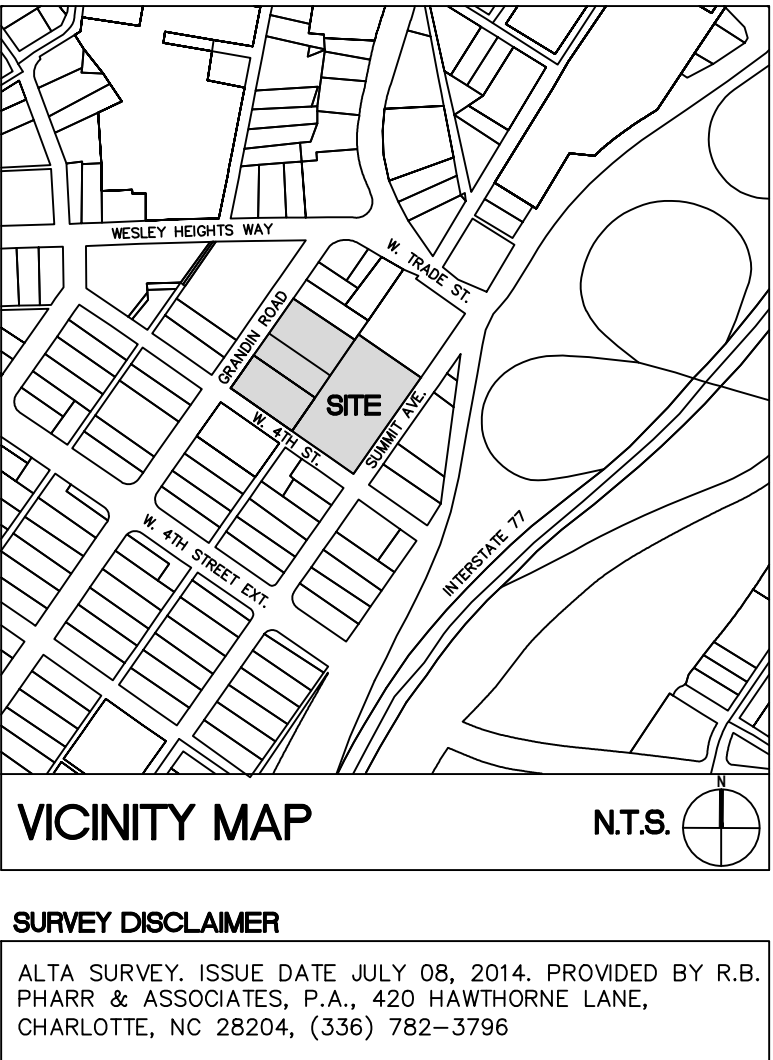 WESLEY HEIGHTS WAY
W. TRADE ST.
GRANDIN ROAD
SITE
SUMMIT AVE.
W. 4TH ST.
W. 4TH STREET EXT.
INTERSTATE 77
VICINITY MAP
N.T.S.
N
SURVEY DISCLAIMER
ALTA SURVEY. ISSUE DATE JULY 08, 2014. PROVIDED BY R.B.
PHARR & ASSOCIATES, P.A., 420 HAWTHORNE LANE,
CHARLOTTE, NC 28204, (336) 782-3796